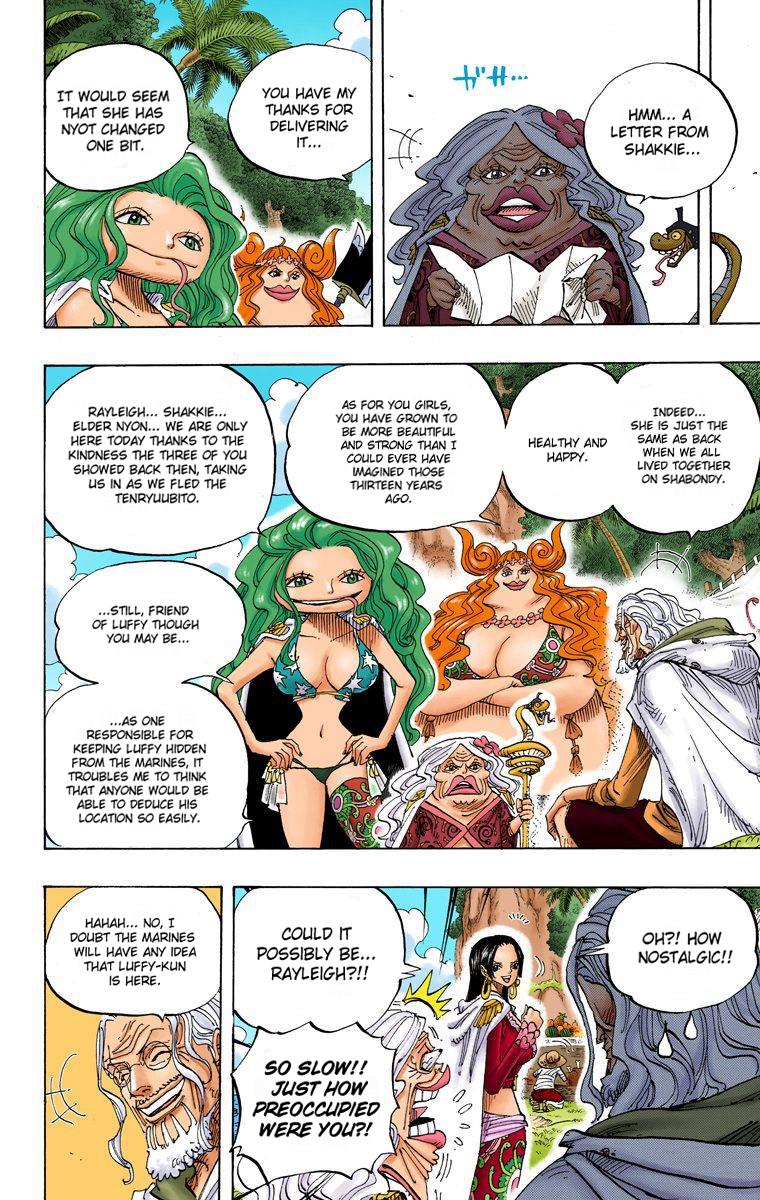 HMM... A
LETTER FROM
SHAKKIE...
ガサ...
YOU HAVE MY
THANKS FOR
DELIVERING
IT...
IT WOULD SEEM
THAT SHE HAS
NYOT CHANGED
ONE BIT.
INDEED...
SHE IS JUST THE
SAME AS BACK
WHEN WE ALL
LIVED TOGETHER
ON SHABONDY.
HEALTHY AND
HAPPY.
AS FOR YOU GIRLS,
YOU HAVE GROWN TO
BE MORE BEAUTIFUL
AND STRONG THAN I
COULD EVER HAVE
IMAGINED THOSE
THIRTEEN YEARS
AGO.
RAYLEIGH... SHAKKIE...
ELDER NYON... WE ARE ONLY
HERE TODAY THANKS TO THE
KINDNESS THE THREE OF YOU
SHOWED BACK THEN, TAKING
US IN AS WE FLED THE
TENRYUUBITO.
...STILL, FRIEND
OF LUFFY THOUGH
YOU MAY BE...
...AS ONE
RESPONSIBLE FOR
KEEPING LUFFY HIDDEN
FROM THE MARINES, IT
TROUBLES ME TO THINK
THAT ANYONE WOULD BE
ABLE TO DEDUCE HIS
LOCATION SO EASILY.
OH?! HOW
NOSTALGIC!!
COULD IT
POSSIBLY BE...
RAYLEIGH?!!
SO SLOW!!
JUST HOW
PREOCCUPIED
WERE YOU?!
HAHAH... NO, I
DOUBT THE MARINES
WILL HAVE ANY IDEA
THAT LUFFY-KUN
IS HERE.